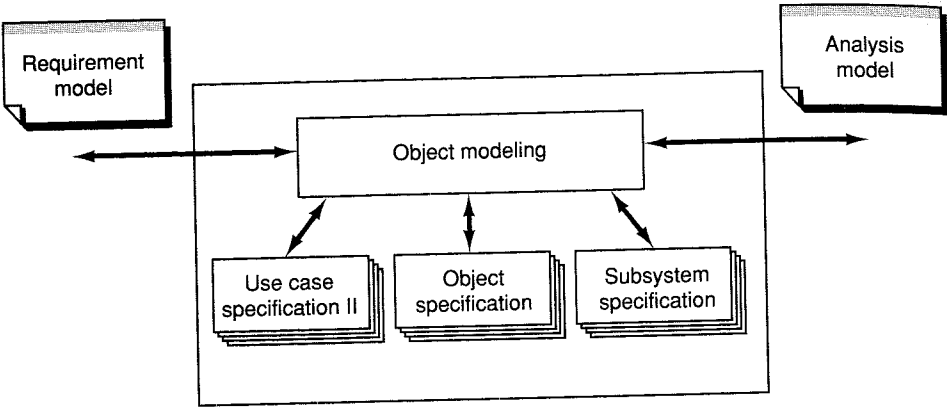 Requirement
model
Analysis
model
Object modeling
Use case
specification II
Object
specification
Subsystem
specification